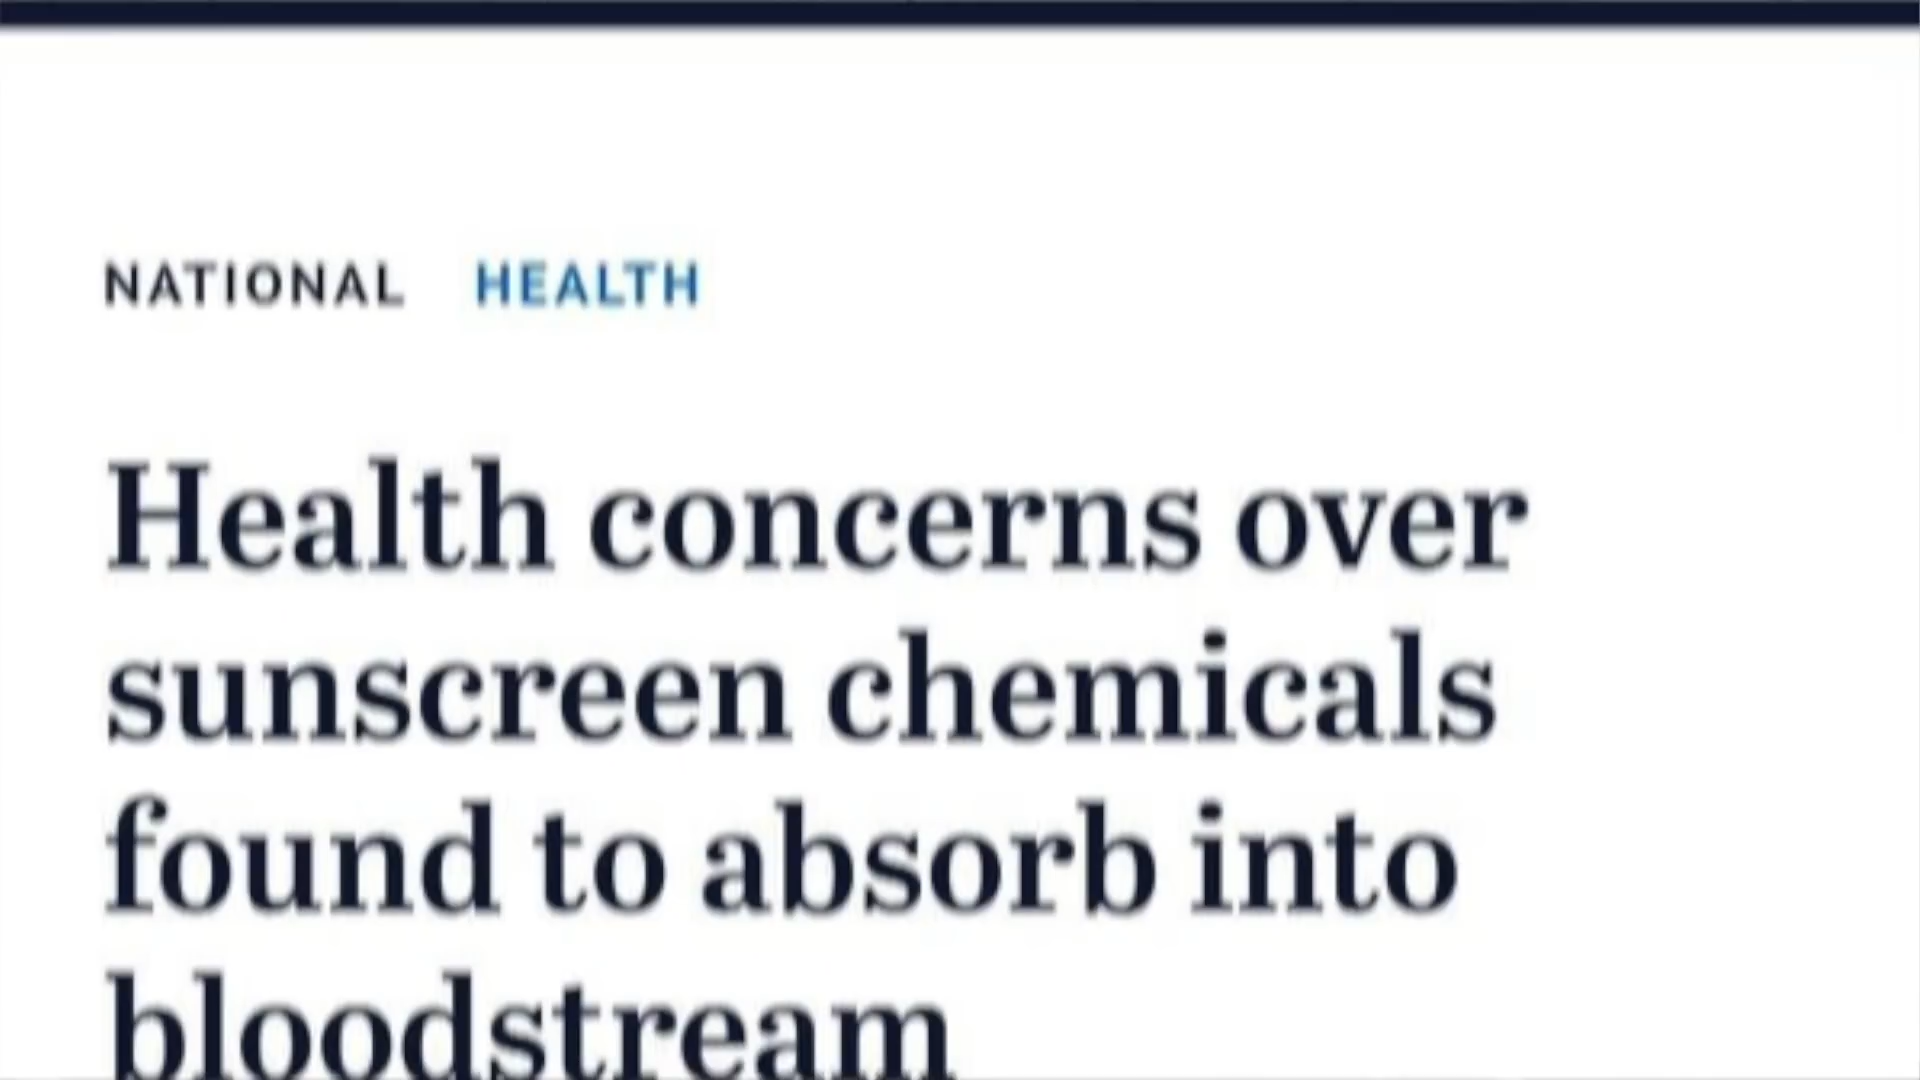 NATIONAL HEALTH
Health concerns over
sunscreen chemicals
found to absorb into
bloodstream